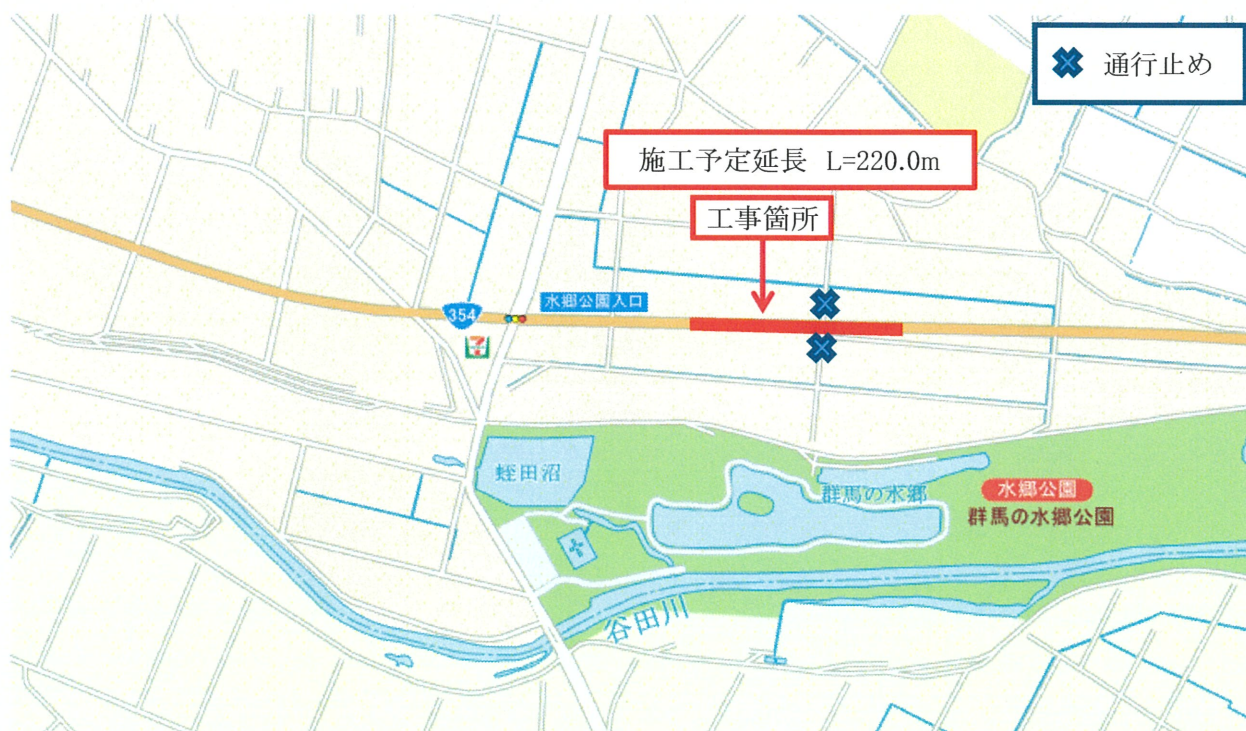 通行止め
施工予定延長 L=220.0m
工事箇所
水郷公園入口
354
7
蛭田沼
群馬の水郷
水郷公園
群馬の水郷公園
谷田川